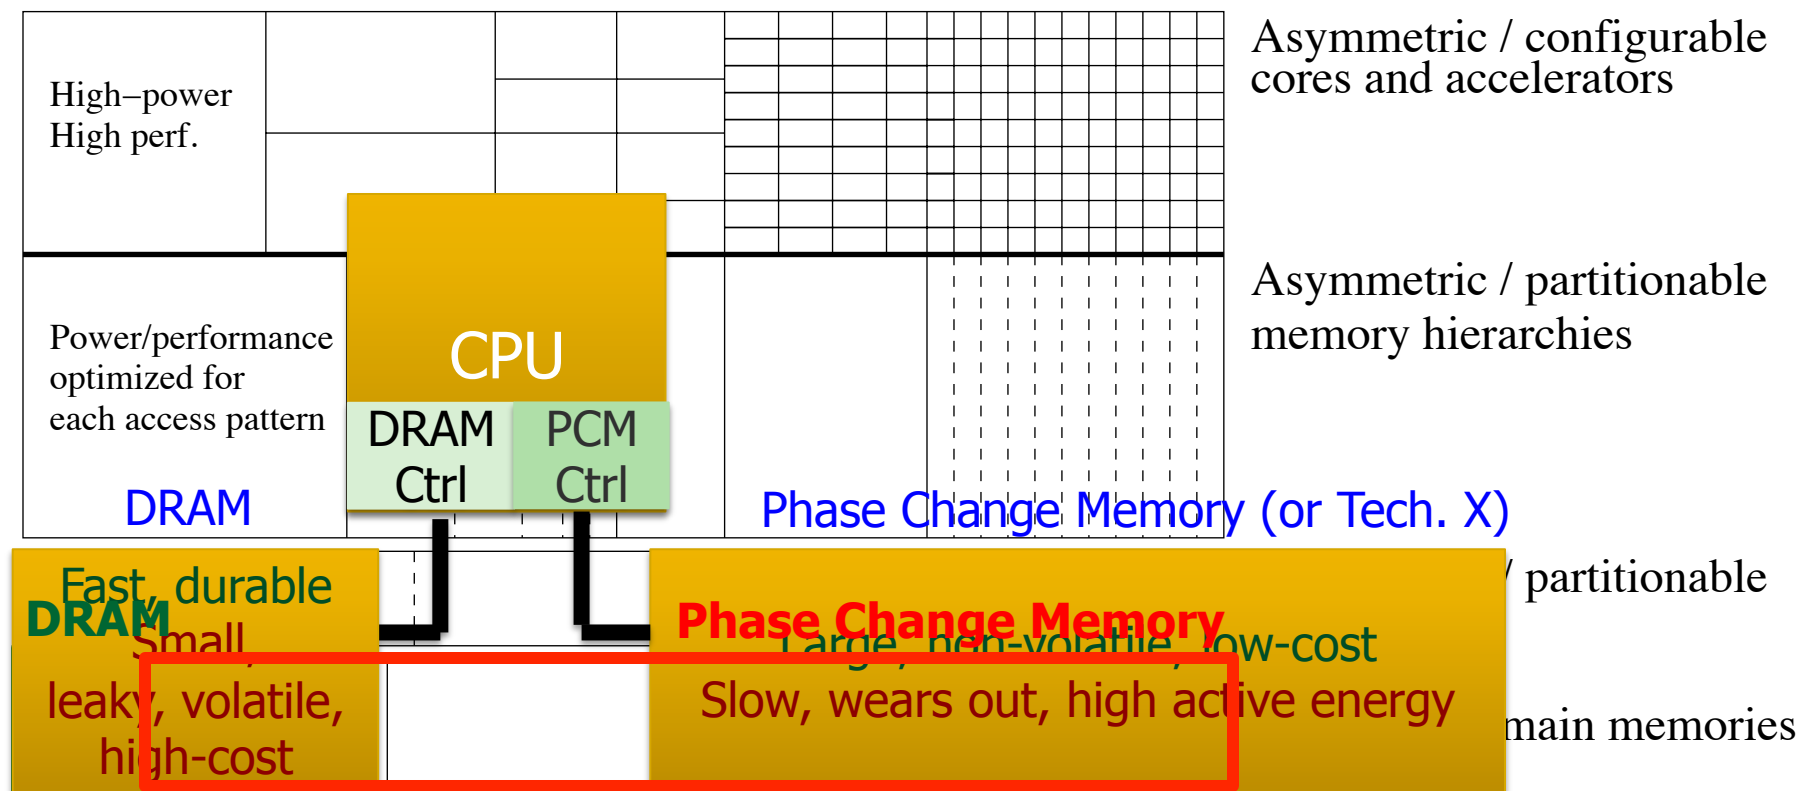 Asymmetric / configurable
cores and accelerators
High–power
High perf.
Asymmetric / partitionable
memory hierarchies
Power/performance
optimized for
each access pattern
CPU
DRAM
Ctrl
PCM
Ctrl
DRAM
Phase Change Memory (or Tech. X)
/ partitionable
main memories
Fast, durable
DRAM
Small,
leaky, volatile,
high-cost
Phase Change Memory
Large, non-volatile, low-cost
Slow, wears out, high active energy